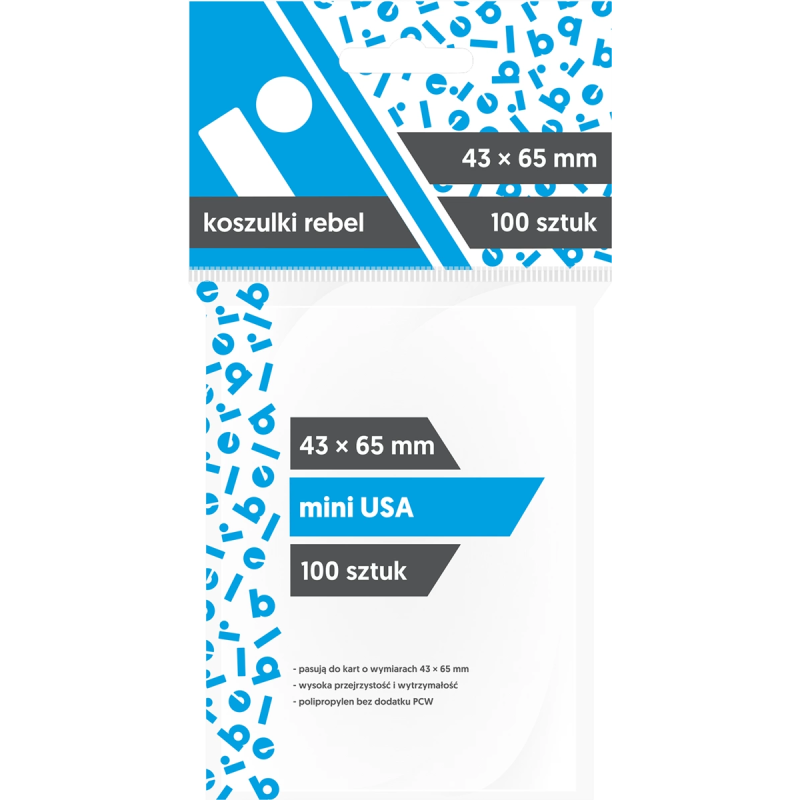 43 × 65 mm
koszulki rebel
100 sztuk
43 × 65 mm
mini USA
100 sztuk
- pasują do kart o wymiarach 43 × 65 mm
- wysoka przejrzystość i wytrzymałość
- polipropylen bez dodatku PCW